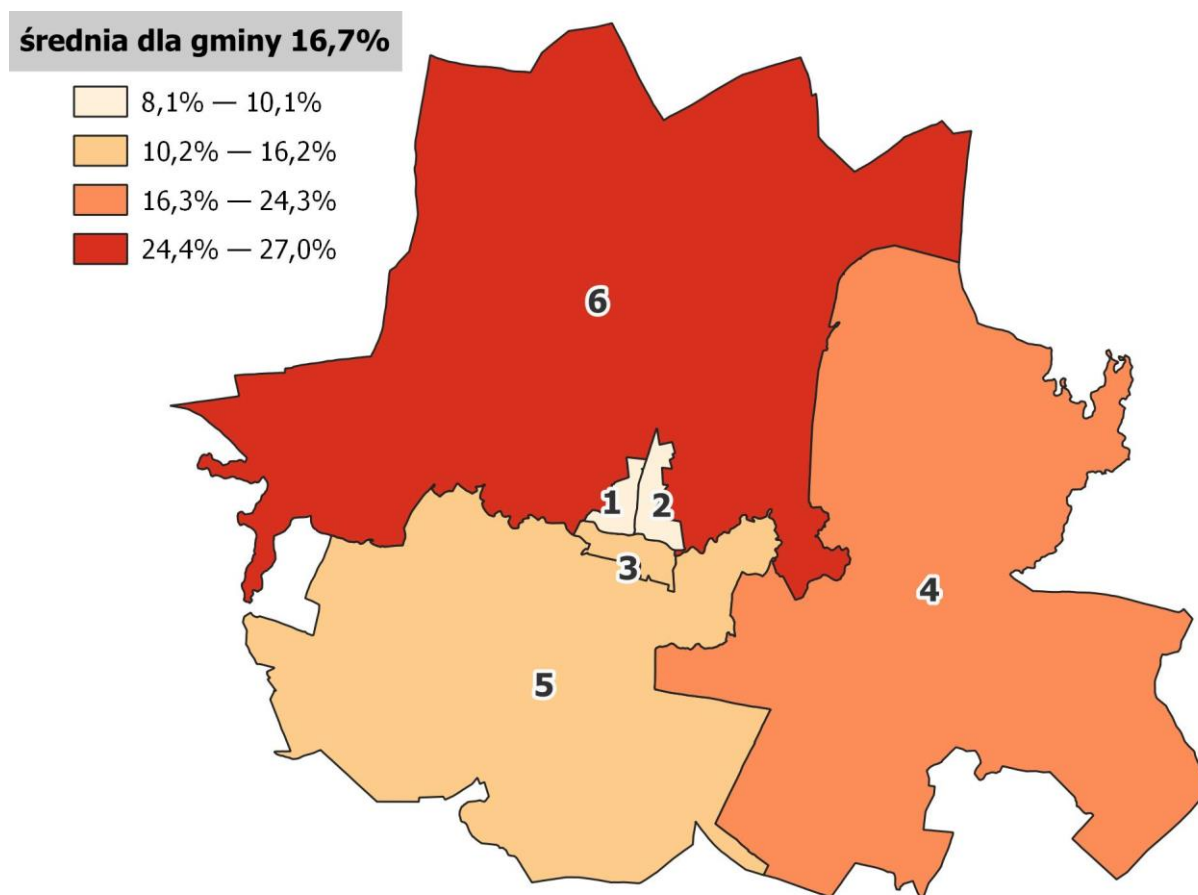 średnia dla gminy 16,7%
8,1% — 10,1%
10,2% — 16,2%
16,3% — 24,3%
24,4% — 27,0%
6
1
2
3
4
5